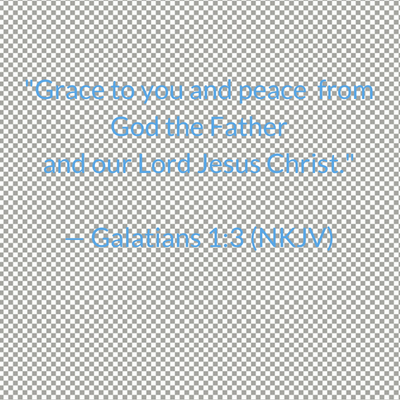 "Grace to you and peace  from
God the Father
and our Lord Jesus Christ,"

— Galatians 1:3 (NKJV)